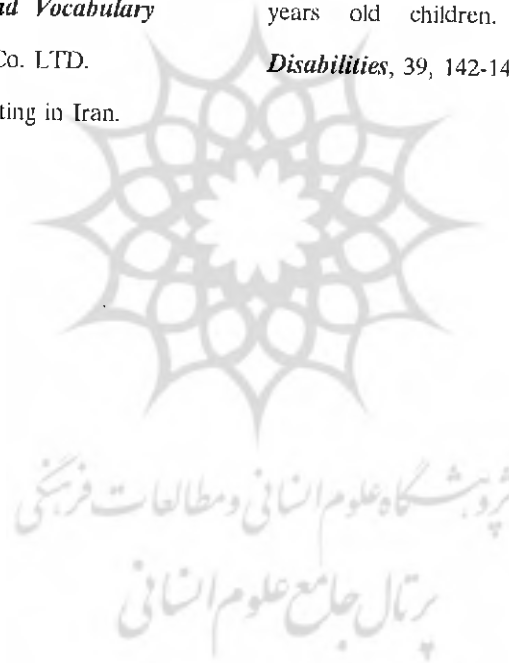 nd Vocabulary
Co. LTD.
ting in Iran.
years old children.
Disabilities, 39, 142-14
پژوهشگاه علوم انسانی و مطالعات فرهنگی
پرتال جامع علوم انسانی